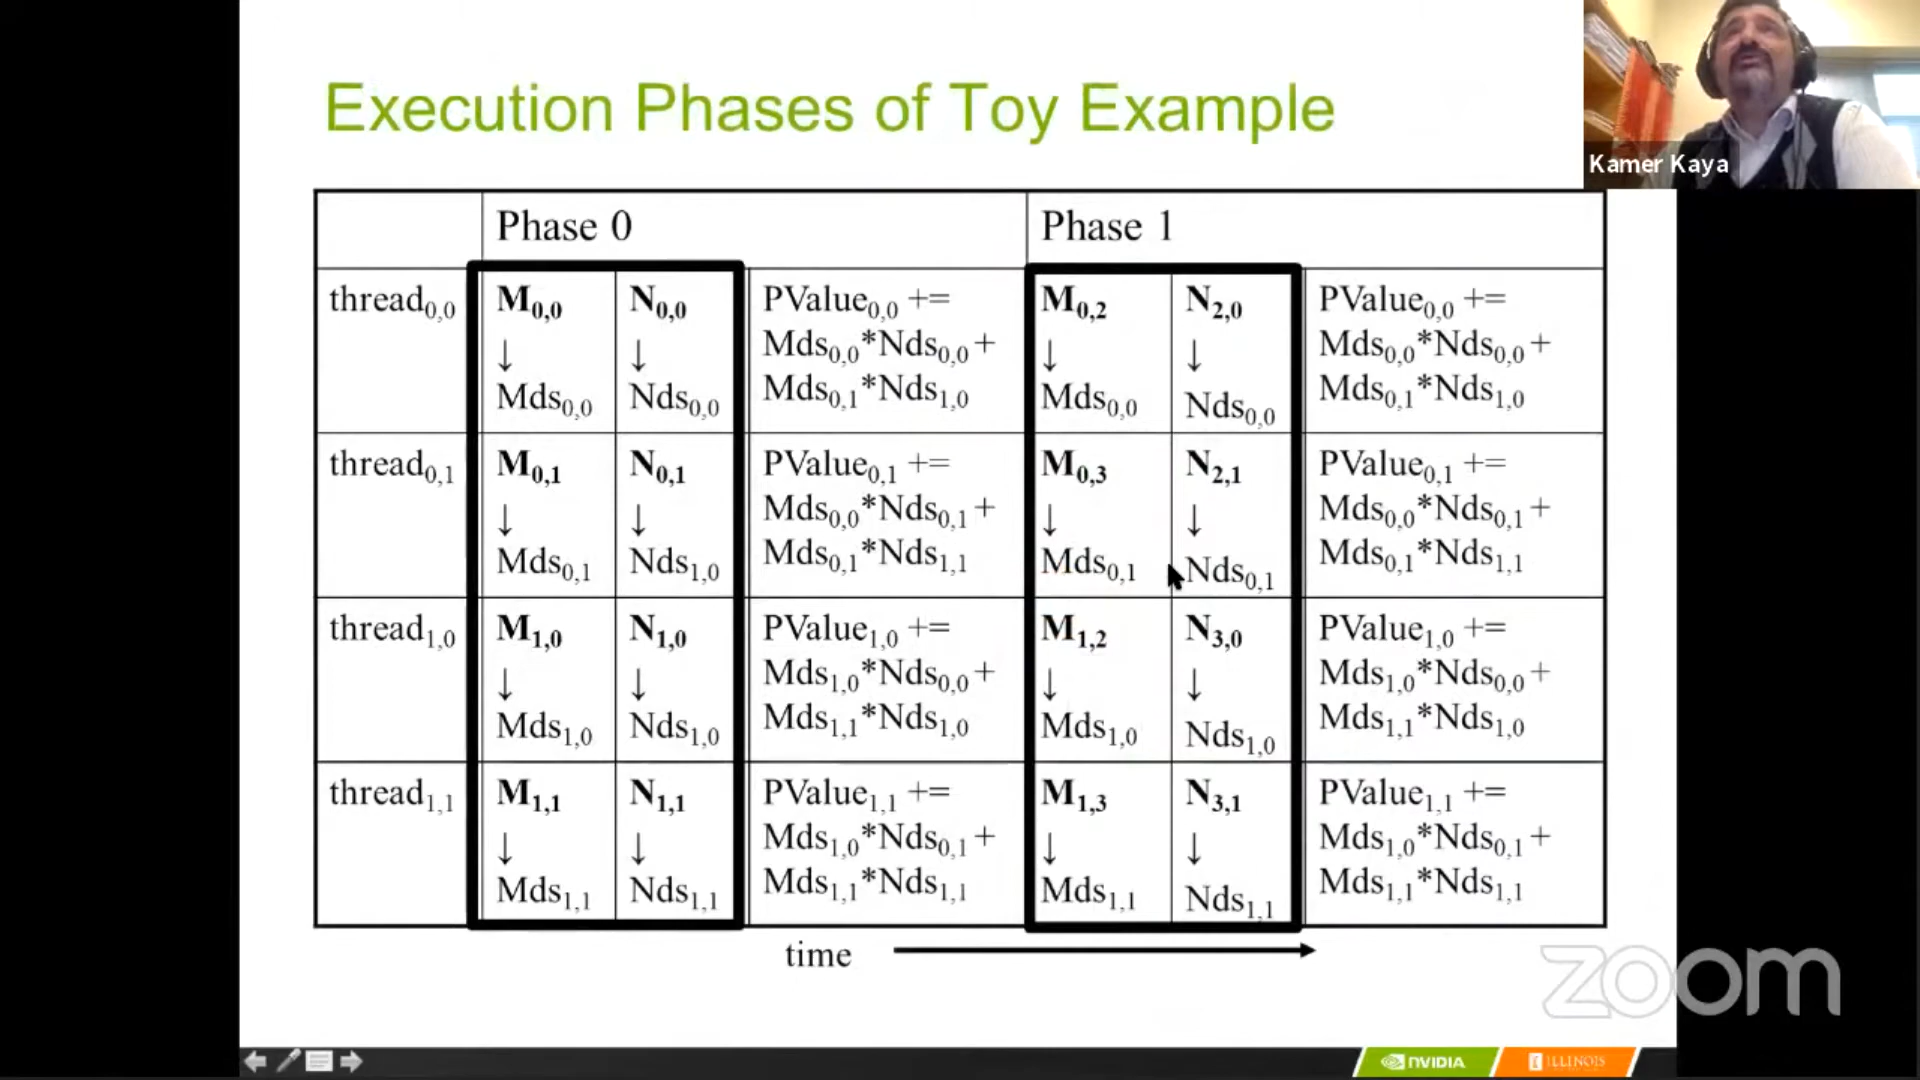 Execution Phases of Toy Example
Kamer Kaya
Phase 0 Phase 1
thread0,0 M0,0 N0,0 PValue0,0 += M0,2 N2,0 PValue0,0 +=
↓ ↓ Mds0,0*Nds0,0 + ↓ ↓ Mds0,0*Nds0,0 +
Mds0,0 Nds0,0 Mds0,1*Nds1,0 Mds0,0 Nds0,0 Mds0,1*Nds1,0
thread0,1 M0,1 N0,1 PValue0,1 += M0,3 N2,1 PValue0,1 +=
↓ ↓ Mds0,0*Nds0,1 + ↓ ↓ Mds0,0*Nds0,1 +
Mds0,1 Nds1,0 Mds0,1*Nds1,1 Mds0,1 Nds0,1 Mds0,1*Nds1,1
thread1,0 M1,0 N1,0 PValue1,0 += M1,2 N3,0 PValue1,0 +=
↓ ↓ Mds1,0*Nds0,0 + ↓ ↓ Mds1,0*Nds0,0 +
Mds1,0 Nds1,0 Mds1,1*Nds1,0 Mds1,0 Nds1,0 Mds1,1*Nds1,0
thread1,1 M1,1 N1,1 PValue1,1 += M1,3 N3,1 PValue1,1 +=
↓ ↓ Mds1,0*Nds0,1 + ↓ ↓ Mds1,0*Nds0,1 +
Mds1,1 Nds1,1 Mds1,1*Nds1,1 Mds1,1 Nds1,1 Mds1,1*Nds1,1
time
zoom
NVIDIA ILLINOIS